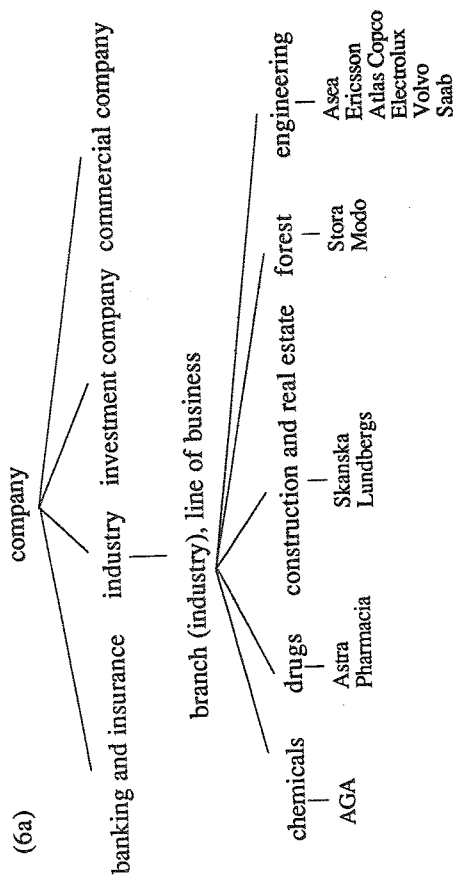 (6a)
company
banking and insurance industry investment company commercial company
branch (industry), line of business
chemicals drugs construction and real estate forest engineering
AGA Astra Skanska Stora Asea
Pharmacia Lundbergs Modo Ericsson
Atlas Copco
Electrolux
Volvo
Saab